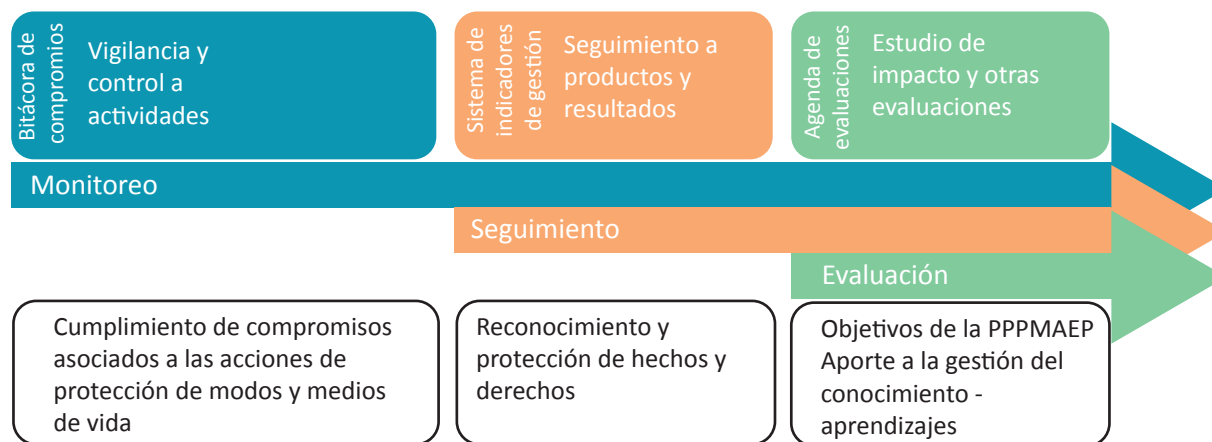 Bitácora de
compromios
Vigilancia y
control a
actividades
Sistema de
indicadores
de gestión
Seguimiento a
productos y
resultados
Agenda de
evaluaciones
Estudio de
impacto y otras
evaluaciones
Monitoreo
Seguimiento
Evaluación
Cumplimiento de compromisos
asociados a las acciones de
protección de modos y medios
de vida
Reconocimiento y
protección de hechos y
derechos
Objetivos de la PPPMAEP
Aporte a la gestión del
conocimiento -
aprendizajes